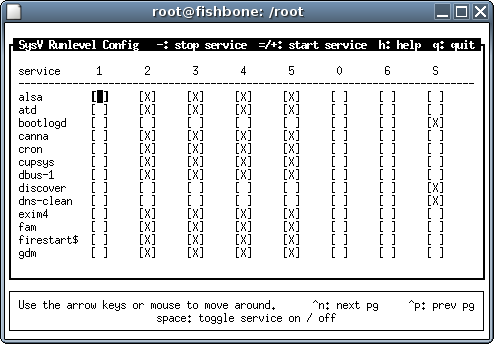 root@fishbone: /root
SysV Runlevel Config -: stop service =/+: start service h: help q: quit
service 1 2 3 4 5 0 6 S
alsa [ ] [X] [X] [X] [X] [ ] [ ] [ ]
atd [ ] [X] [X] [X] [X] [ ] [ ] [ ]
bootlogd [ ] [ ] [ ] [ ] [ ] [ ] [ ] [X]
canna [ ] [X] [X] [X] [X] [ ] [ ] [ ]
cron [ ] [X] [X] [X] [X] [ ] [ ] [ ]
cupsys [ ] [X] [X] [X] [X] [ ] [ ] [ ]
dbus-1 [ ] [X] [X] [X] [X] [ ] [ ] [ ]
discover [ ] [ ] [ ] [ ] [ ] [ ] [ ] [X]
dns-clean [ ] [ ] [ ] [ ] [ ] [ ] [ ] [X]
exim4 [ ] [X] [X] [X] [X] [ ] [ ] [ ]
fam [ ] [X] [X] [X] [X] [ ] [ ] [ ]
firestart$ [ ] [X] [X] [X] [X] [ ] [ ] [ ]
gdm [ ] [X] [X] [X] [X] [ ] [ ] [ ]
Use the arrow keys or mouse to move around. ^n: next pg ^p: prev pg
space: toggle service on / off